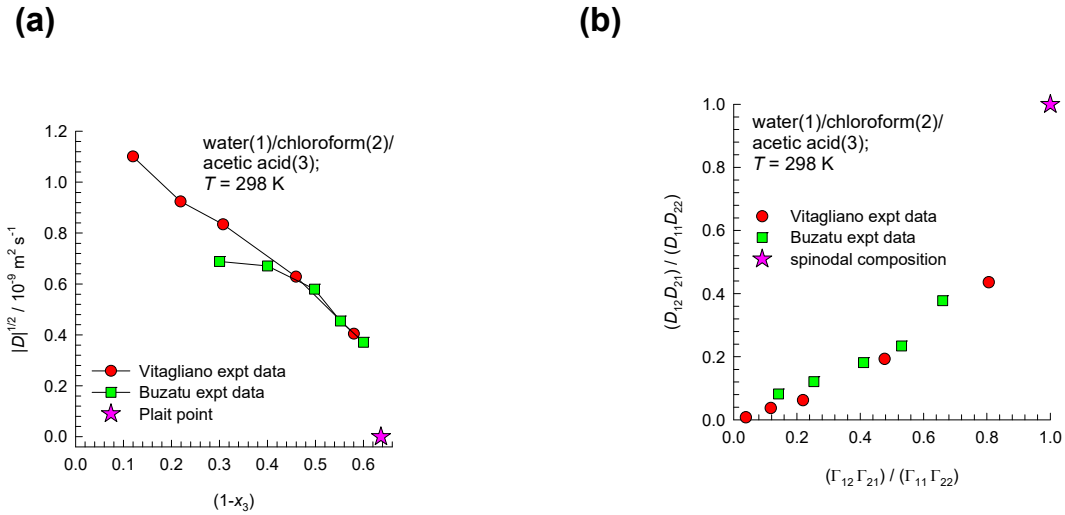 (a)
1.2
1.0
0.8
0.6
0.4
0.2
0.0
|D|1/2 / 10-9 m2 s-1
water(1)/chloroform(2)/
acetic acid(3);
T = 298 K
Vitagliano expt data
Buzatu expt data
Plait point
0.0 0.1 0.2 0.3 0.4 0.5 0.6
(1-x3)
(b)
1.0
0.8
0.6
0.4
0.2
0.0
(D12D21) / (D11D22)
water(1)/chloroform(2)/
acetic acid(3);
T = 298 K
Vitagliano expt data
Buzatu expt data
spinodal composition
0.0 0.2 0.4 0.6 0.8 1.0
(Γ12 Γ21) / (Γ11 Γ22)